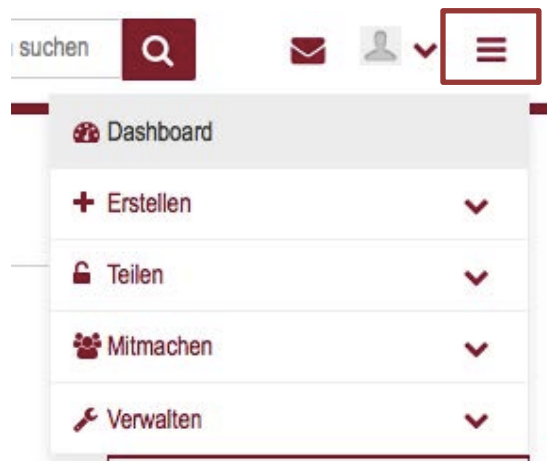 suchen
Dashboard
Erstellen
Teilen
Mitmachen
Verwalten